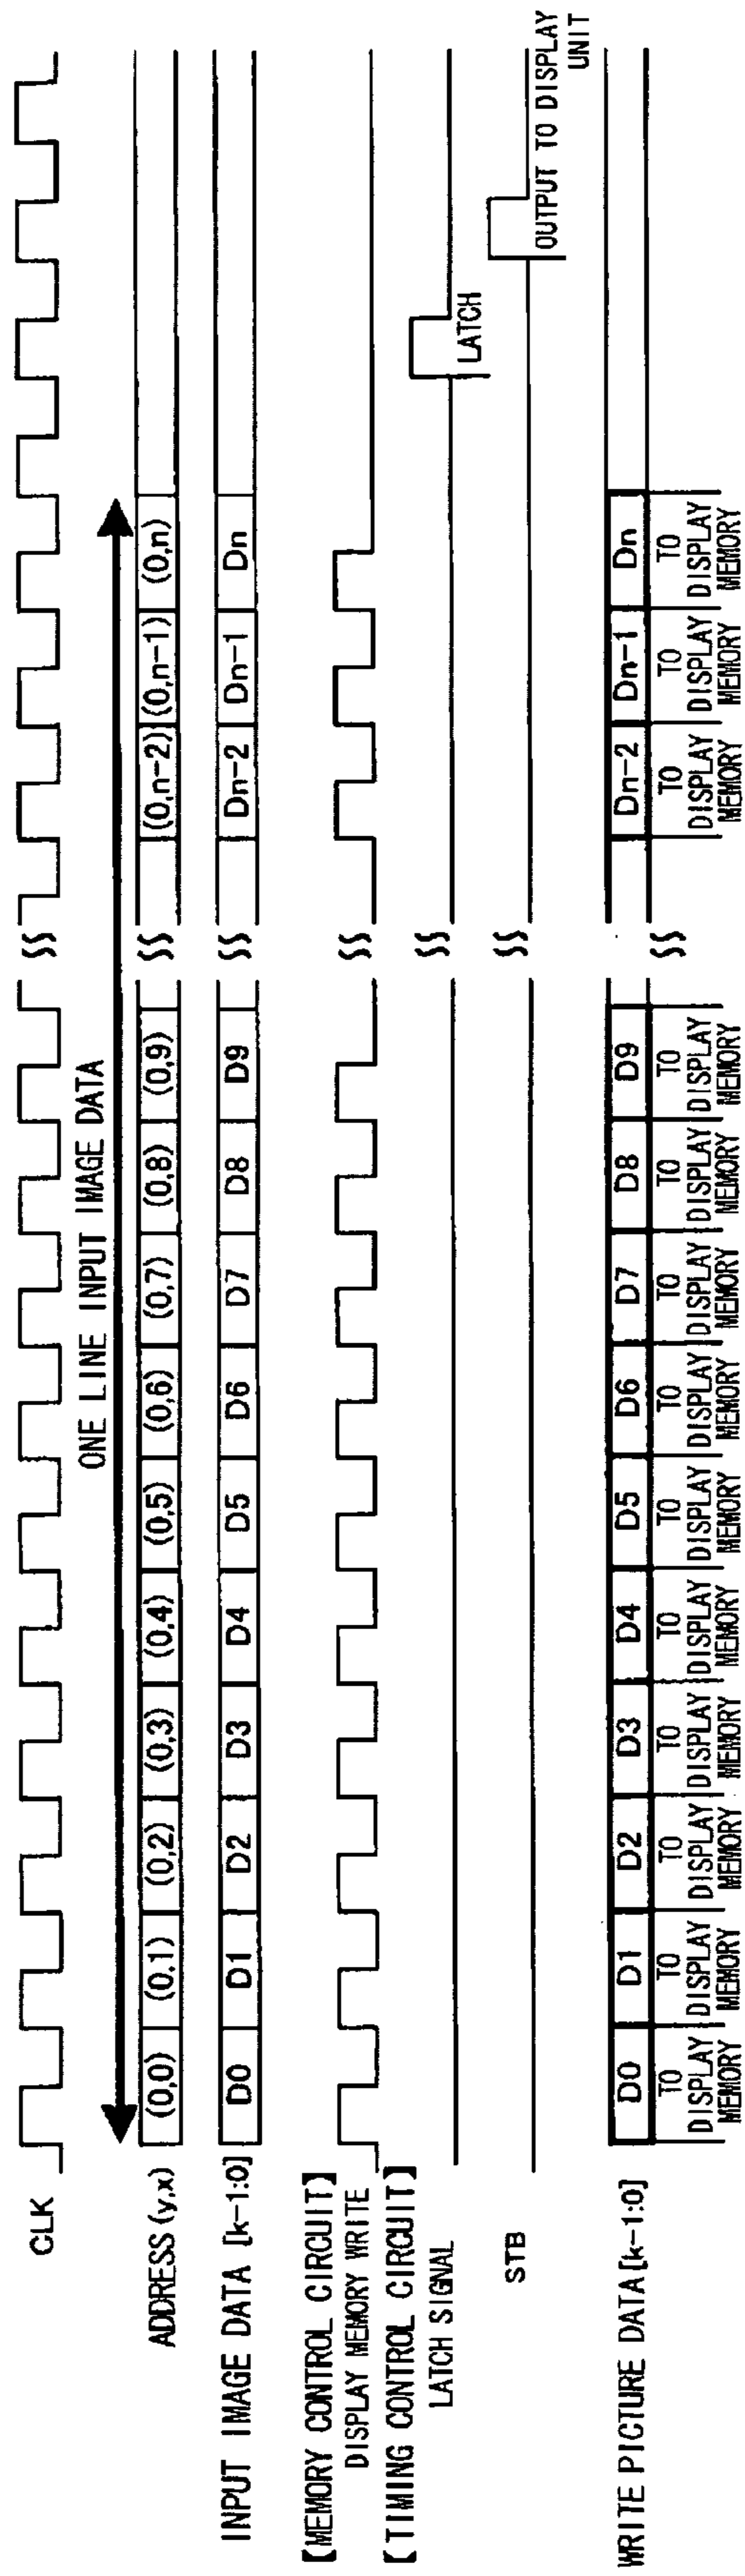 CLK
ONE LINE INPUT IMAGE DATA
ADDRESS (y,x) (0,0) (0.1) (0,2) (0,3) (0,4) (0,5) (0,6) (0,7) (0,8) (0,9) (0,n-2) (0,n-1) (0,n)
INPUT IMAGE DATA [k-1:0] D0 D1 D2 D3 D4 D5 D6 D7 D8 D9 Dn-2 Dn-1 Dn
【MEMORY CONTROL CIRCUIT】
DISPLAY MEMORY WRITE
【TIMING CONTROL CIRCUIT】
LATCH SIGNAL
LATCH
STB
OUTPUT TO DISPLAY
UNIT
WRITE PICTURE DATA[k-1:0] D0 D1 D2 D3 D4 D5 D6 D7 D8 D9 Dn-2 Dn-1 Dn
TO TO TO TO TO TO TO TO TO TO TO TO TO
DISPLAY DISPLAY DISPLAY DISPLAY DISPLAY DISPLAY DISPLAY DISPLAY DISPLAY DISPLAY DISPLAY DISPLAY DISPLAY
MEMORY MEMORY MEMORY MEMORY MEMORY MEMORY MEMORY MEMORY MEMORY MEMORY MEMORY MEMORY MEMORY